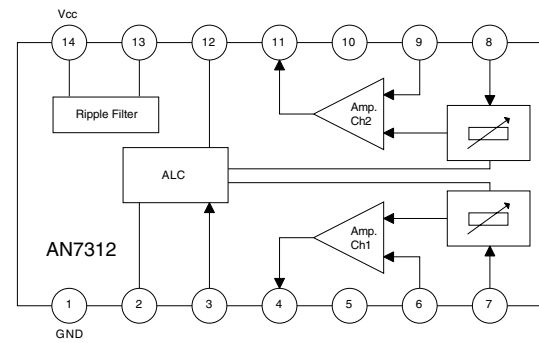 Vcc
14 13 12 11 10 9 8
Amp.
Ch2
Ripple Filter
ALC
Amp.
Ch1
AN7312
1 2 3 4 5 6 7
GND